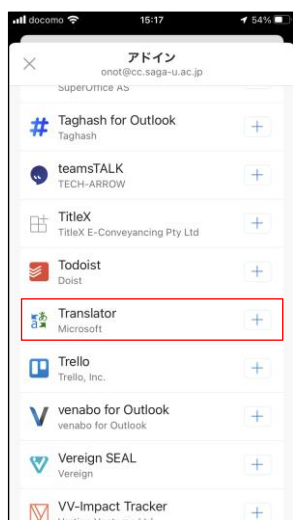 docomo 15:17 54%
アドイン
onot@cc.saga-u.ac.jp
SuperOffice AS
Taghash for Outlook
Taghash
teamsTALK
TECH-ARROW
TitleX
TitleX E-Conveyancing Pty Ltd
Todoist
Doist
Translator
Microsoft
Trello
Trello, Inc.
venabo for Outlook
venabo for Outlook
Vereign SEAL
Vereign
VV-Impact Tracker